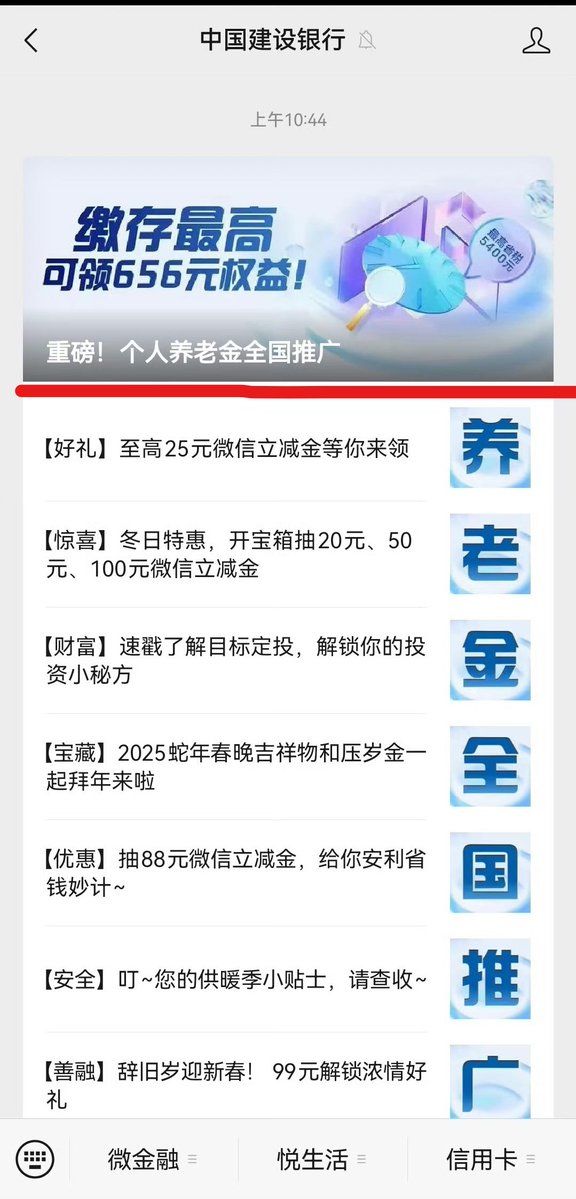 中国建设银行
上午10:44
缴存最高
可领656元权益!
最高省税
5400元
重磅!个人养老金全国推广
【好礼】至高25元微信立减金等你来领
养
【惊喜】冬日特惠，开宝箱抽20元、50
元、100元微信立减金
老
【财富】速戳了解目标定投，解锁你的投
资小秘方
金
【宝藏】2025蛇年春晚吉祥物和压岁金一
起拜年来啦
全
【优惠】抽88元微信立减金，给你安利省
钱妙计~
国
【安全】叮~您的供暖季小贴士，请查收~
推
【善融】辞旧岁迎新春！ 99元解锁浓情好
礼
广
微金融
悦生活
信用卡